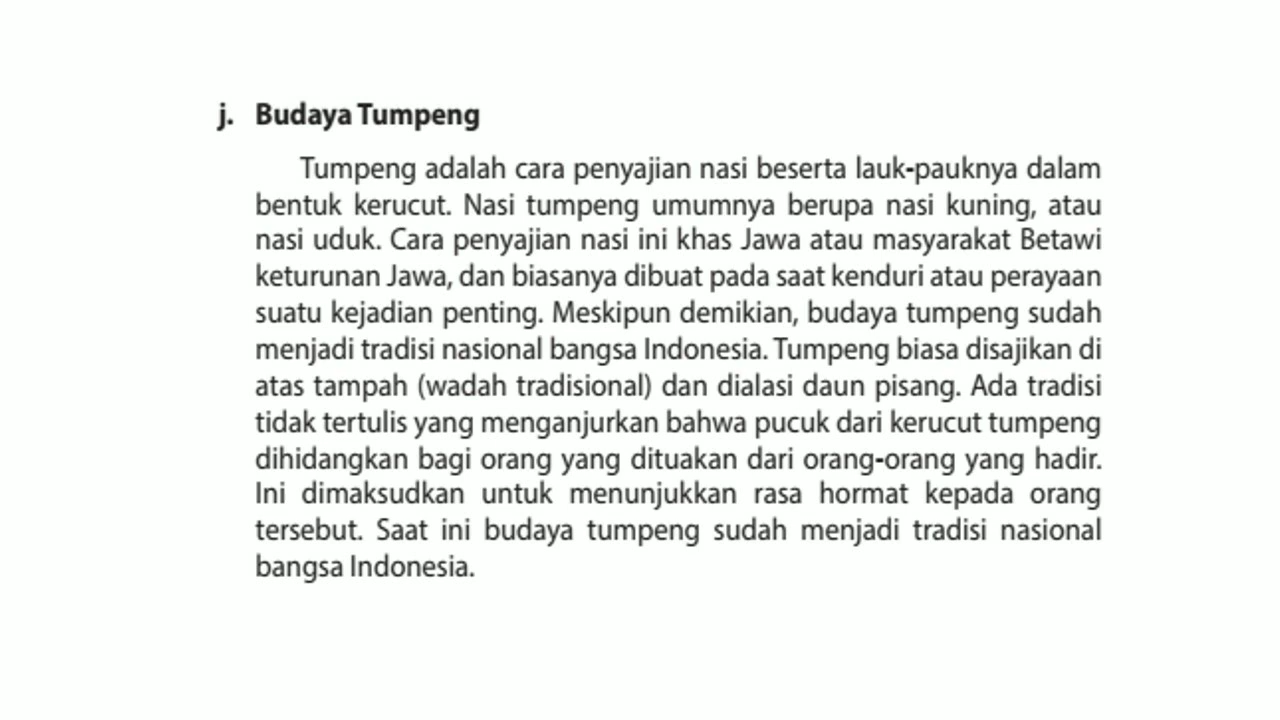 j. Budaya Tumpeng
Tumpeng adalah cara penyajian nasi beserta lauk-pauknya dalam
bentuk kerucut. Nasi tumpeng umumnya berupa nasi kuning, atau
nasi uduk. Cara penyajian nasi ini khas Jawa atau masyarakat Betawi
keturunan Jawa, dan biasanya dibuat pada saat kenduri atau perayaan
suatu kejadian penting. Meskipun demikian, budaya tumpeng sudah
menjadi tradisi nasional bangsa Indonesia. Tumpeng biasa disajikan di
atas tampah (wadah tradisional) dan dialasi daun pisang. Ada tradisi
tidak tertulis yang menganjurkan bahwa pucuk dari kerucut tumpeng
dihidangkan bagi orang yang dituakan dari orang-orang yang hadir.
Ini dimaksudkan untuk menunjukkan rasa hormat kepada orang
tersebut. Saat ini budaya tumpeng sudah menjadi tradisi nasional
bangsa Indonesia.